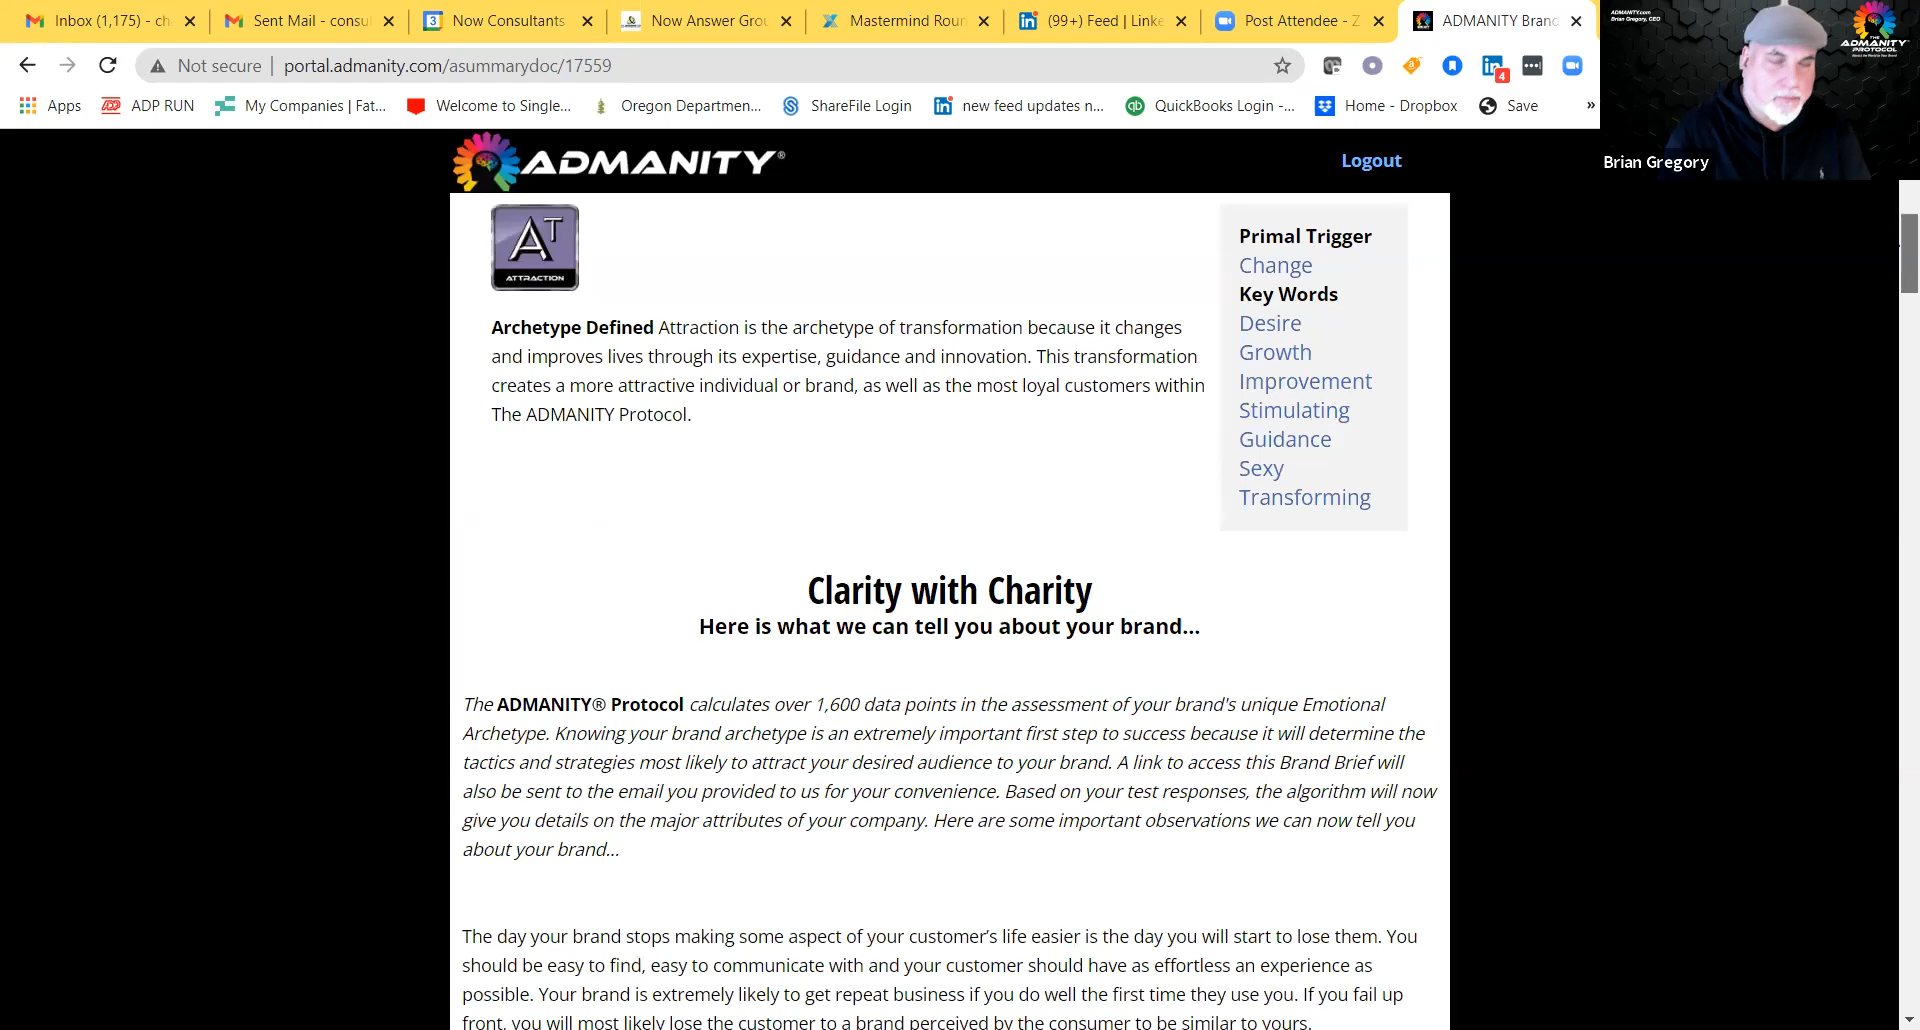 Inbox (1,175) - ch
Sent Mail - consul
3
Now Consultants
Now Answer Grou
Mastermind Roun
(99+) Feed | Linke
Post Attendee - Z
ADMANITY Brand
Not secure | portal.admanity.com/asummarydoc/17559
4
Apps
ADP RUN
My Companies | Fat...
Welcome to Single...
Oregon Departmen...
ShareFile Login
new feed updates n...
QuickBooks Login -...
Home - Dropbox
Save
»
ADMANITY.com
Brian Gregory, CEO
THE
ADMANITY
PROTOCOL
Brian Gregory
ADMANITY®
Logout
AT
ATTRACTION
Archetype Defined Attraction is the archetype of transformation because it changes
and improves lives through its expertise, guidance and innovation. This transformation
creates a more attractive individual or brand, as well as the most loyal customers within
The ADMANITY Protocol.
Primal Trigger
Change
Key Words
Desire
Growth
Improvement
Stimulating
Guidance
Sexy
Transforming
Clarity with Charity
Here is what we can tell you about your brand...
The ADMANITY® Protocol calculates over 1,600 data points in the assessment of your brand's unique Emotional
Archetype. Knowing your brand archetype is an extremely important first step to success because it will determine the
tactics and strategies most likely to attract your desired audience to your brand. A link to access this Brand Brief will
also be sent to the email you provided to us for your convenience. Based on your test responses, the algorithm will now
give you details on the major attributes of your company. Here are some important observations we can now tell you
about your brand...
The day your brand stops making some aspect of your customer’s life easier is the day you will start to lose them. You
should be easy to find, easy to communicate with and your customer should have as effortless an experience as
possible. Your brand is extremely likely to get repeat business if you do well the first time they use you. If you fail up
front, you will most likely lose the customer to a brand perceived by the consumer to be similar to yours.